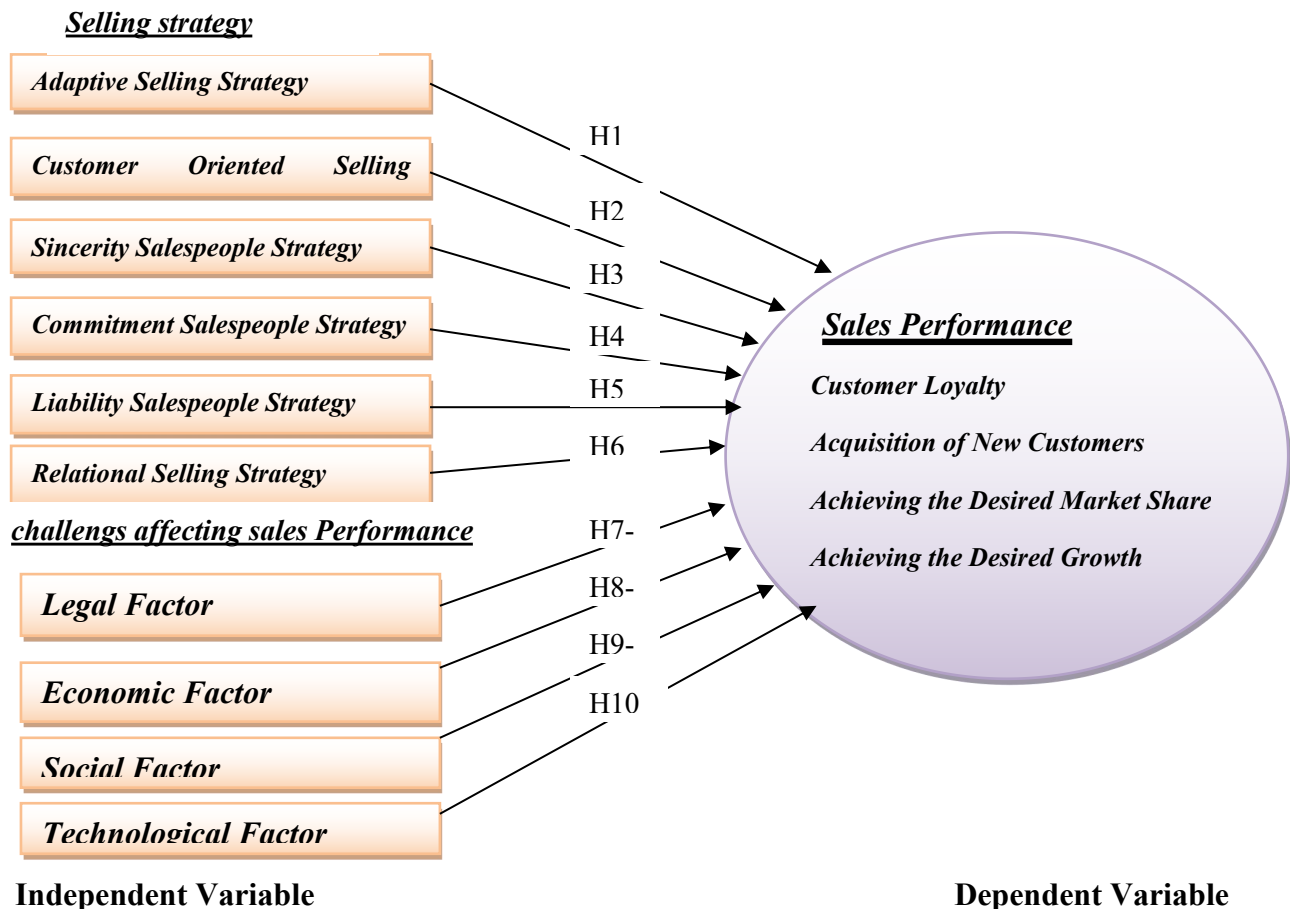 Selling strategy
Adaptive Selling Strategy
H1
Customer Oriented Selling
H2
Sincerity Salespeople Strategy
H3
Commitment Salespeople Strategy
H4
Liability Salespeople Strategy
H5
Relational Selling Strategy
H6
challengs affecting sales Performance
H7-
Legal Factor
H8-
Economic Factor
H9-
Social Factor
H10
Technological Factor
Sales Performance
Customer Loyalty
Acquisition of New Customers
Achieving the Desired Market Share
Achieving the Desired Growth
Independent Variable
Dependent Variable